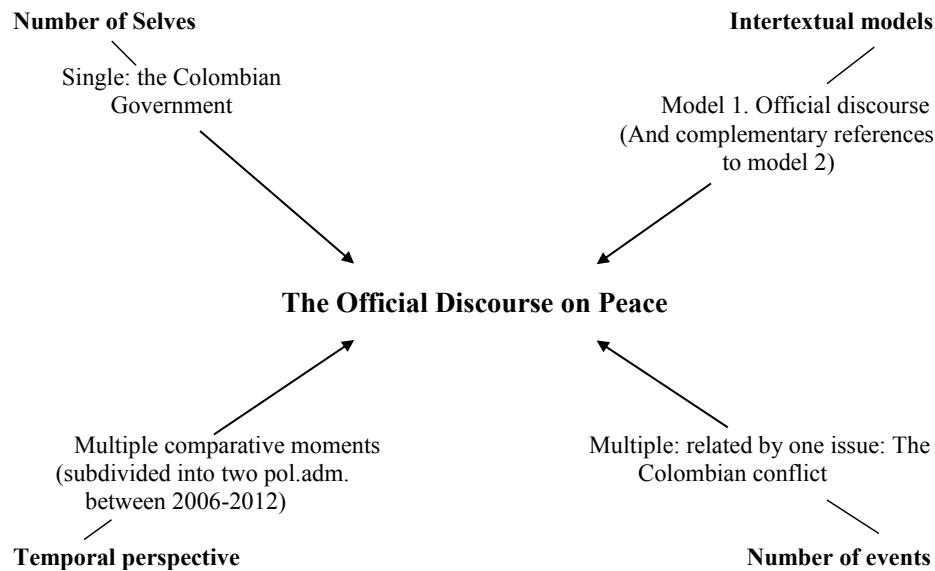 Number of Selves
Intertextual models
Single: the Colombian
Government
Model 1. Official discourse
(And complementary references
to model 2)
The Official Discourse on Peace
Multiple comparative moments
(subdivided into two pol.adm.
between 2006-2012)
Multiple: related by one issue: The
Colombian conflict
Temporal perspective
Number of events